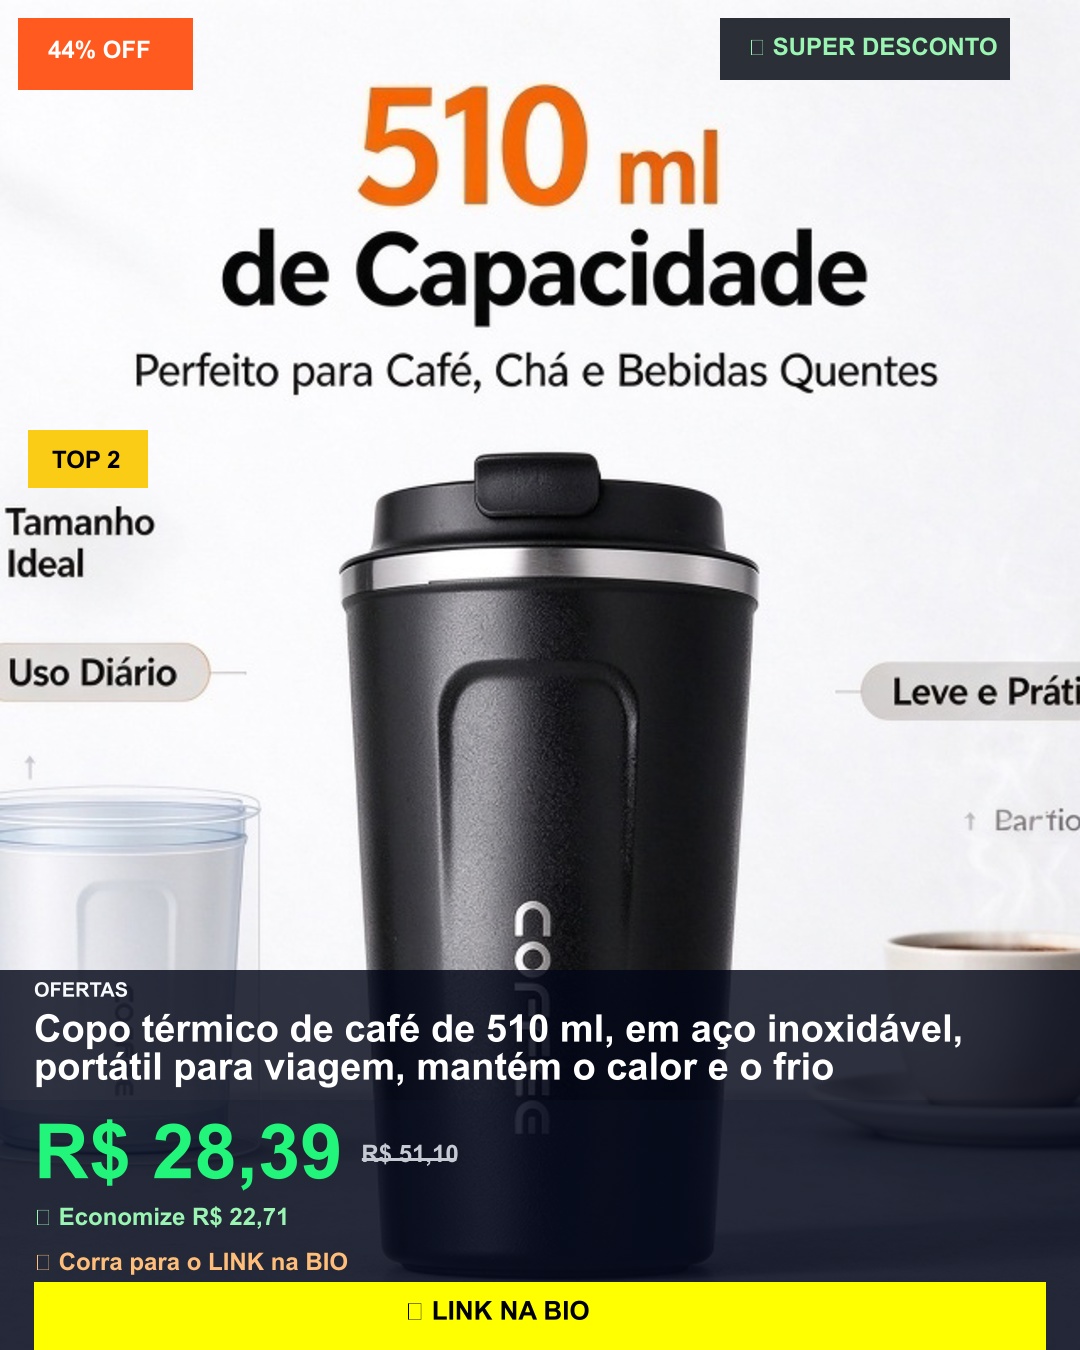 44% OFF
SUPER DESCONTO
510 ml
de Capacidade
Perfeito para Café, Chá e Bebidas Quentes
TOP 2
Tamanho
Ideal
Uso Diário
Leve e Práti
COFFEE
OFERTAS
Copo térmico de café de 510 ml, em aço inoxidável,
portátil para viagem, mantém o calor e o frio
R$ 28,39 R$ 51,10
Economize R$ 22,71
Corra para o LINK na BIO
LINK NA BIO